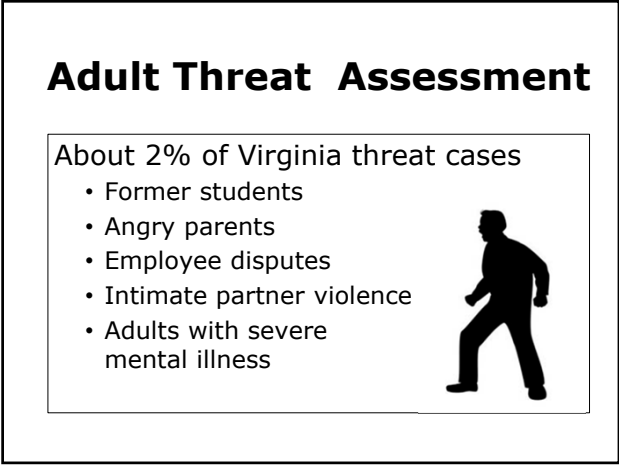 Adult Threat  Assessment
About 2% of Virginia threat cases
• Former students
• Angry parents
• Employee disputes
• Intimate partner violence
• Adults with severe
mental illness